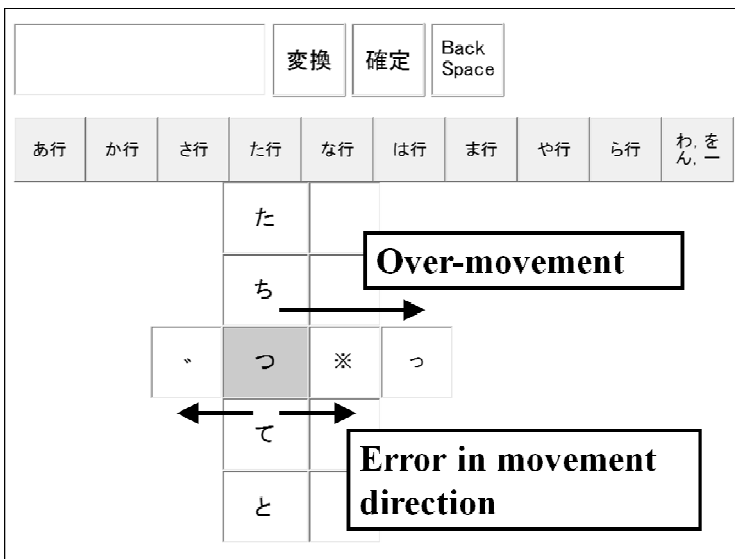 変換 確定 Back Space
あ行 か行 さ行 た行 な行 は行 ま行 や行 ら行 わ, を ん, ー
た
Over-movement
ち
゛ つ ※ っ
て
Error in movement
direction
と